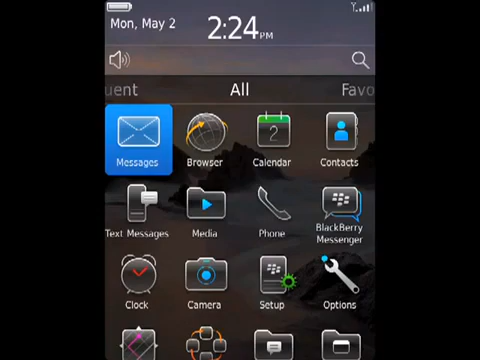 Mon, May 2
2:24PM
uent
All
Favo
Messages
Browser
2
Calendar
Contacts
Text Messages
Media
Phone
BlackBerry
Messenger
Clock
Camera
Setup
Options